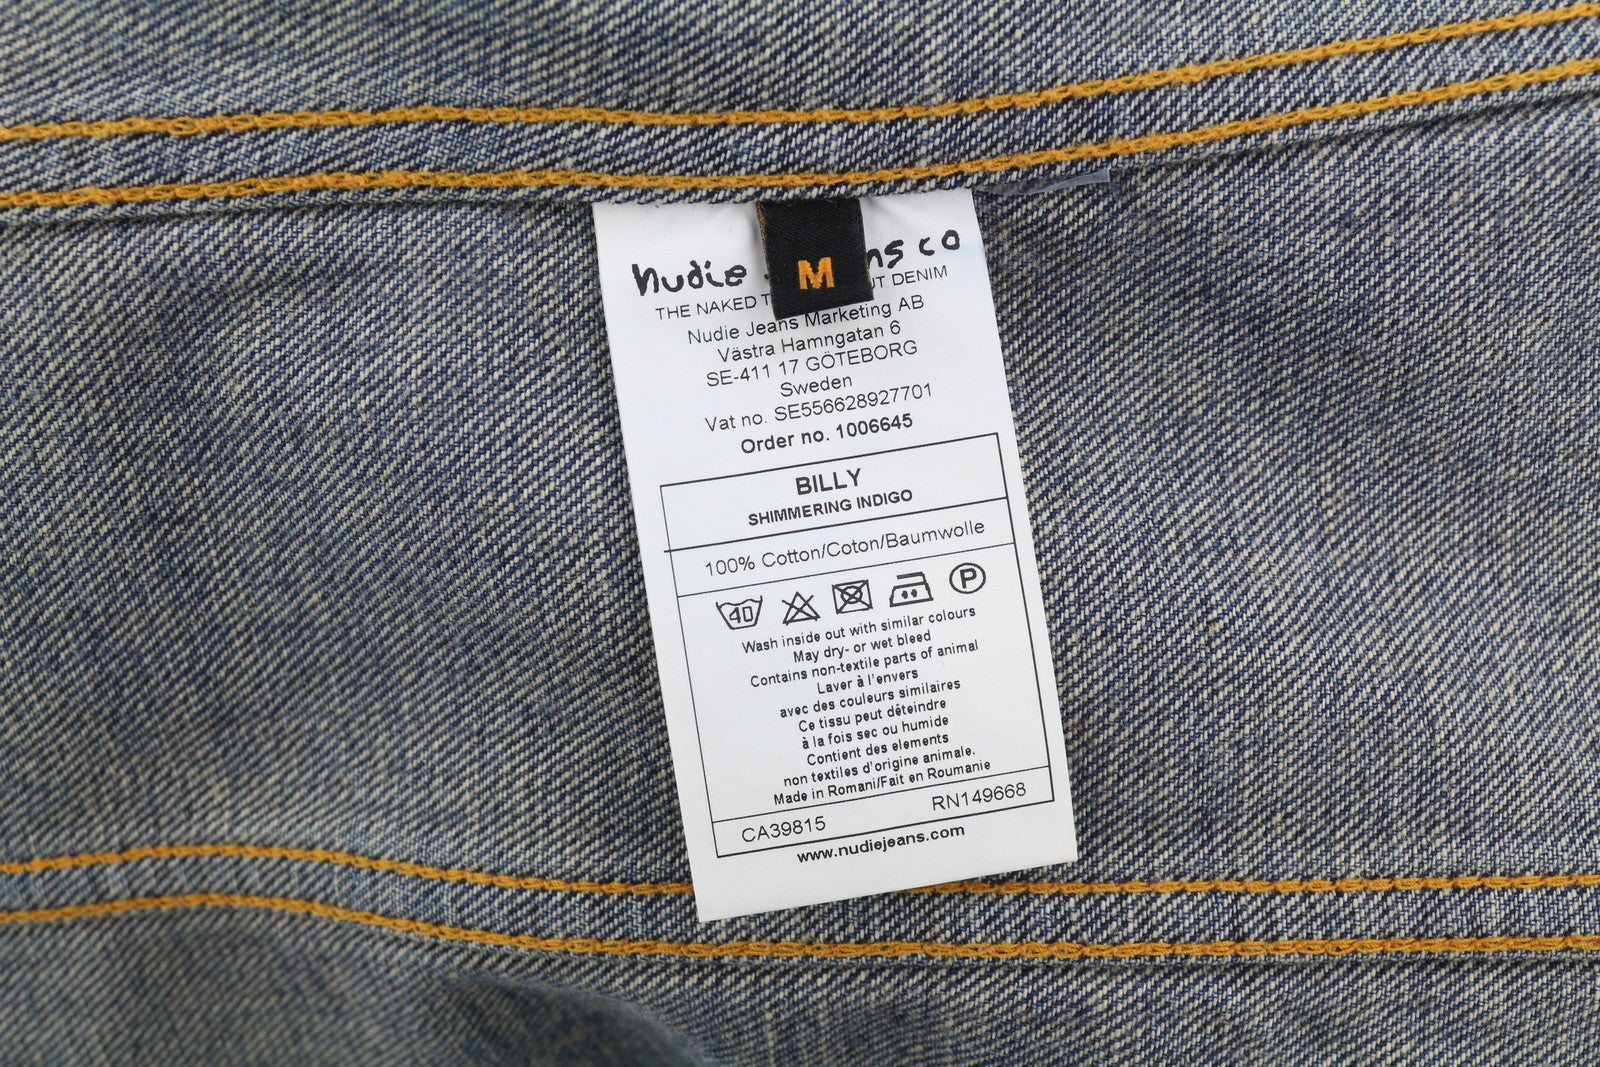 nudie ns co
M
THE NAKED T UT DENIM
Nudie Jeans Marketing AB
Västra Hamngatan 6
SE-411 17 GÖTEBORG
Sweden
Vat no. SE556628927701
Order no. 1006645
BILLY
SHIMMERING INDIGO
100% Cotton/Coton/Baumwolle
40 P
Wash inside out with similar colours
May dry- or wet bleed
Contains non-textile parts of animal
Laver à l'envers
avec des couleurs similaires
Ce tissu peut déteindre
à la fois sec ou humide
Contient des elements
non textiles d'origine animale.
Made in Romani/Fait en Roumanie
CA39815 RN149668
www.nudiejeans.com